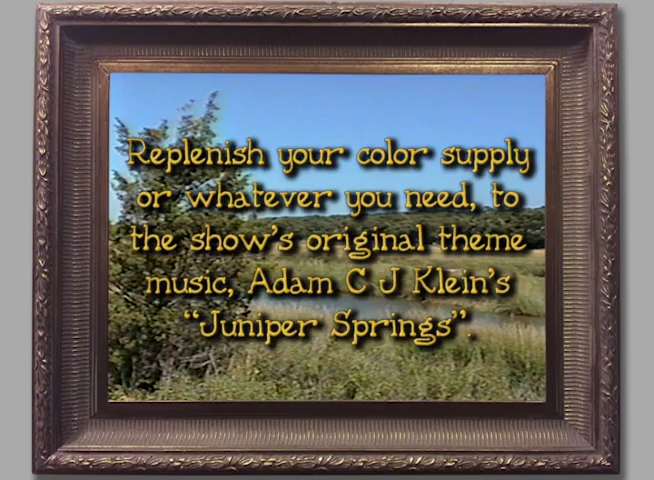 Replenish your color supply
or whatever you need, to
the show's original theme
music, Adam C J Klein's
"Juniper Springs".